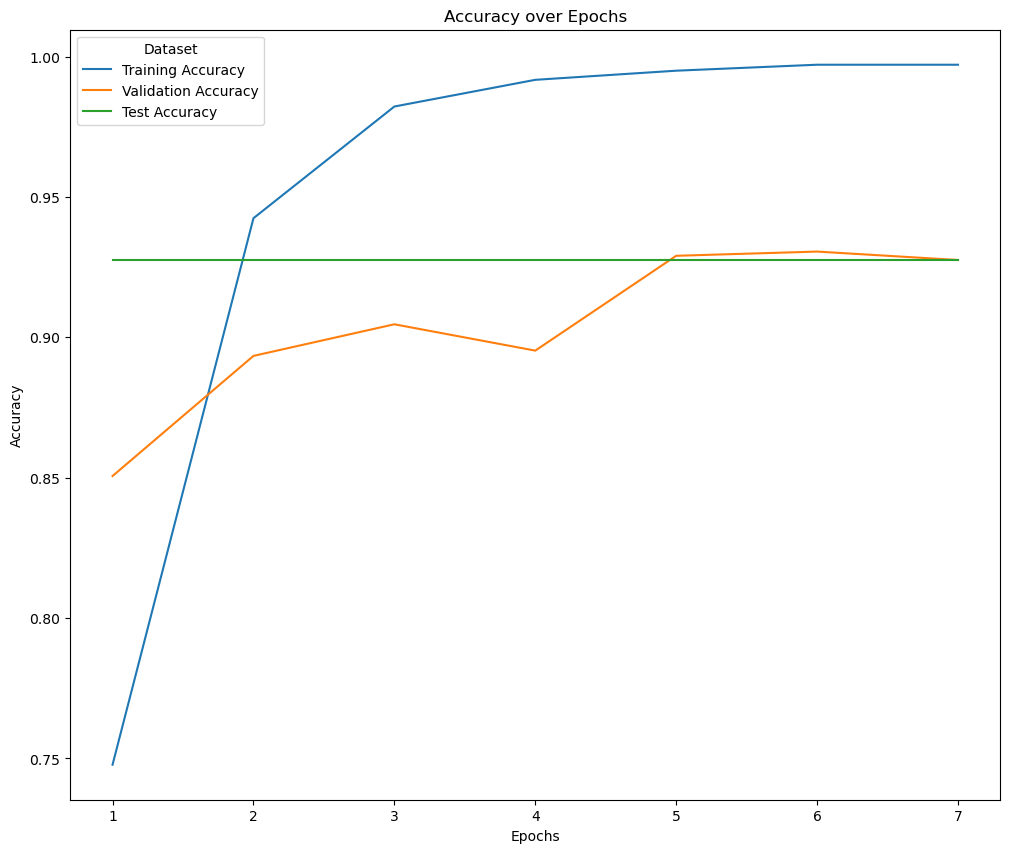 Accuracy over Epochs
Dataset
Training Accuracy
Validation Accuracy
Test Accuracy
1.00
0.95
0.90
0.85
0.80
0.75
Accuracy
1 2 3 4 5 6 7
Epochs